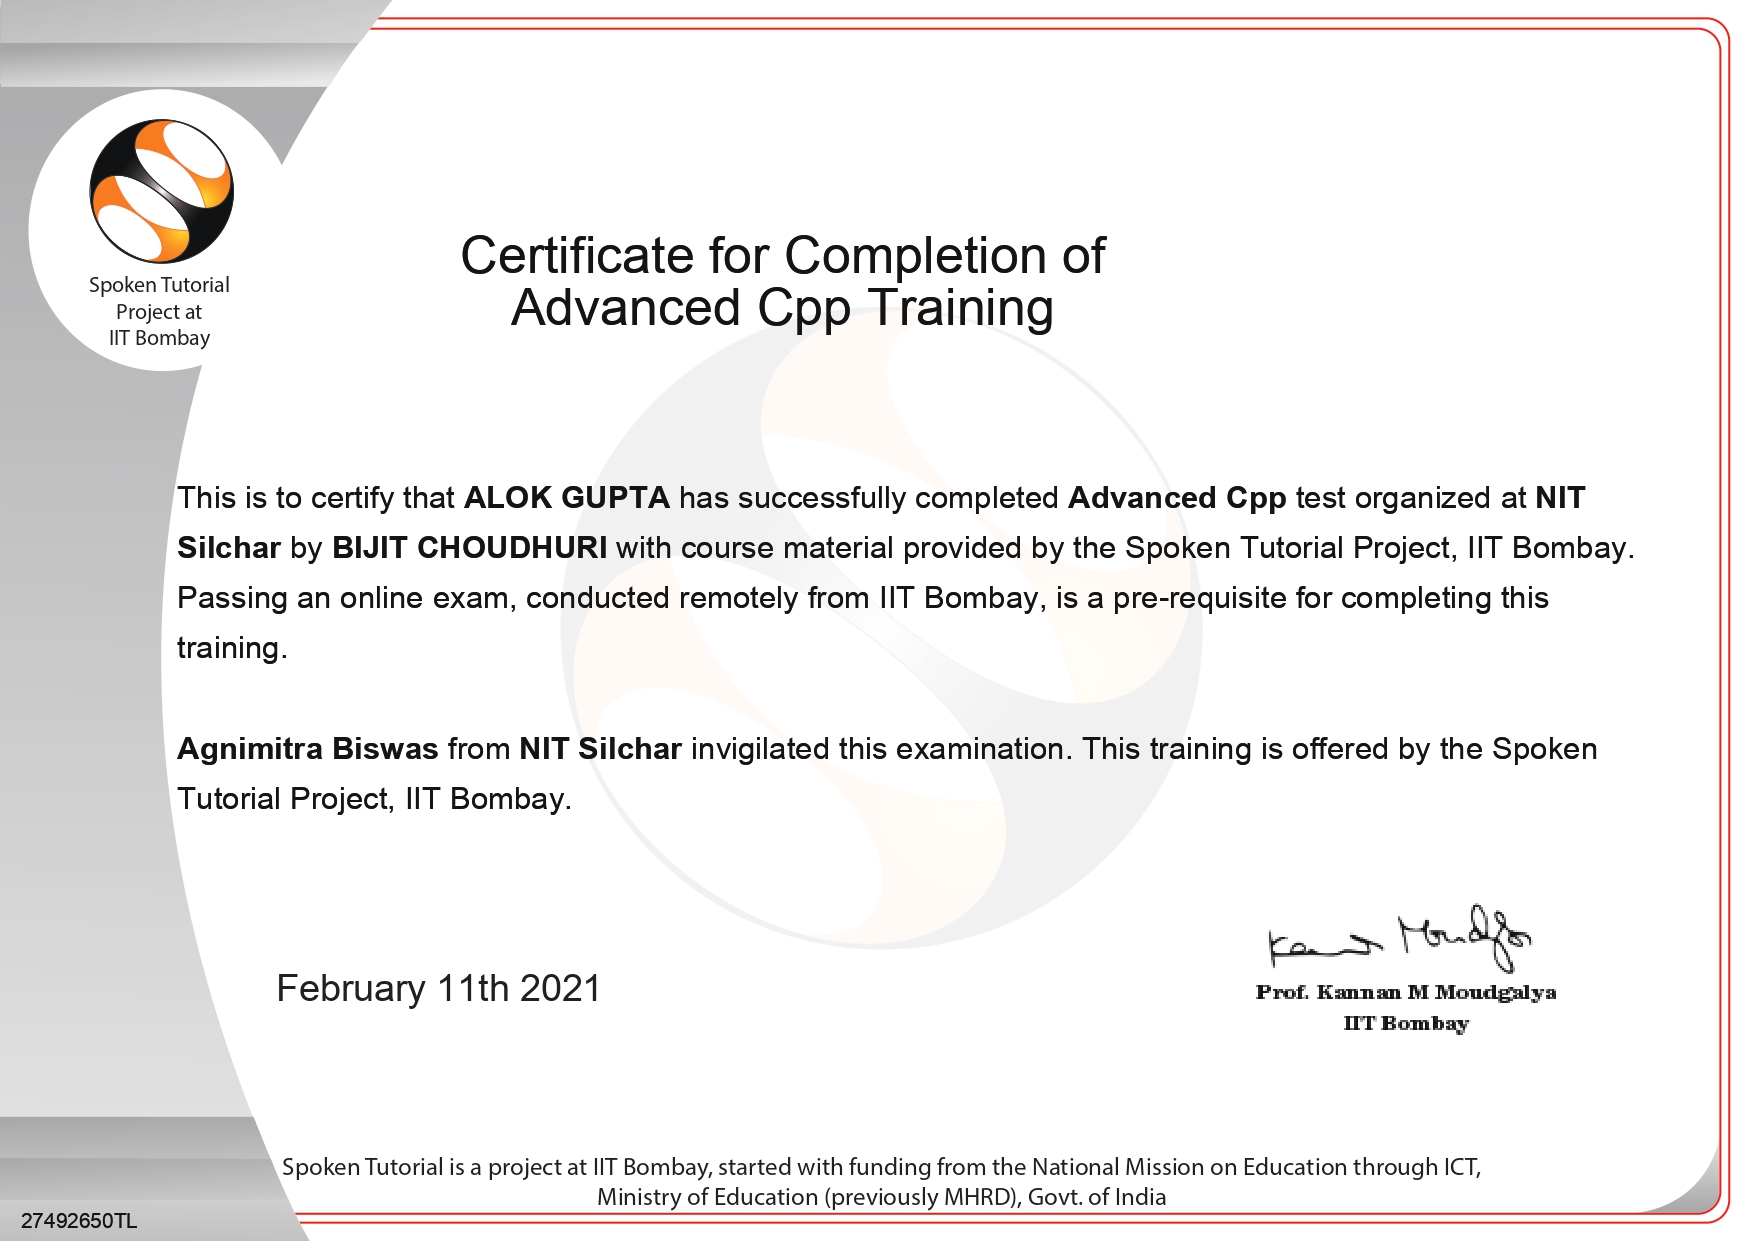 Spoken Tutorial
Project at
IIT Bombay
Certificate for Completion of
Advanced Cpp Training
This is to certify that ALOK GUPTA has successfully completed Advanced Cpp test organized at NIT
Silchar by BIJIT CHOUDHURI with course material provided by the Spoken Tutorial Project, IIT Bombay.
Passing an online exam, conducted remotely from IIT Bombay, is a pre-requisite for completing this
training.
Agnimitra Biswas from NIT Silchar invigilated this examination. This training is offered by the Spoken
Tutorial Project, IIT Bombay.
February 11th 2021
Kannan Moudgalya
Prof. Kannan M Moudgalya
IIT Bombay
Spoken Tutorial is a project at IIT Bombay, started with funding from the National Mission on Education through ICT,
Ministry of Education (previously MHRD), Govt. of India
27492650TL